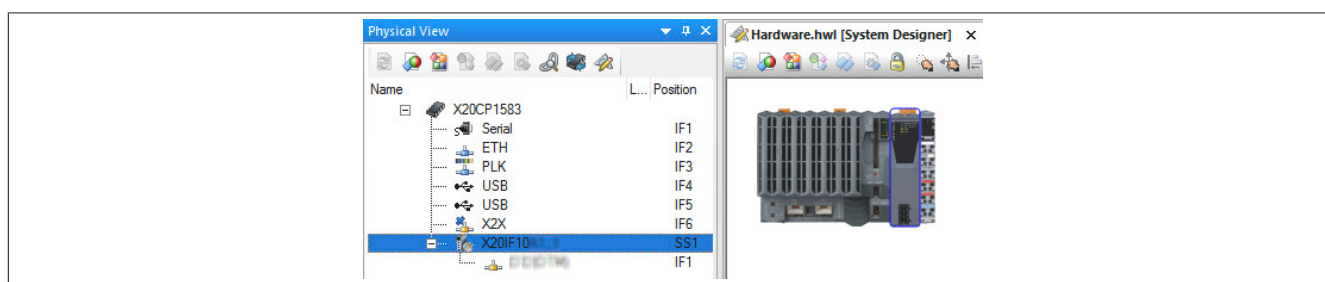 Physical View
Hardware.hwl [System Designer]
Name L... Position
X20CP1583
Serial IF1
ETH IF2
PLK IF3
USB IF4
USB IF5
X2X IF6
X20IF10 SS1
IF1